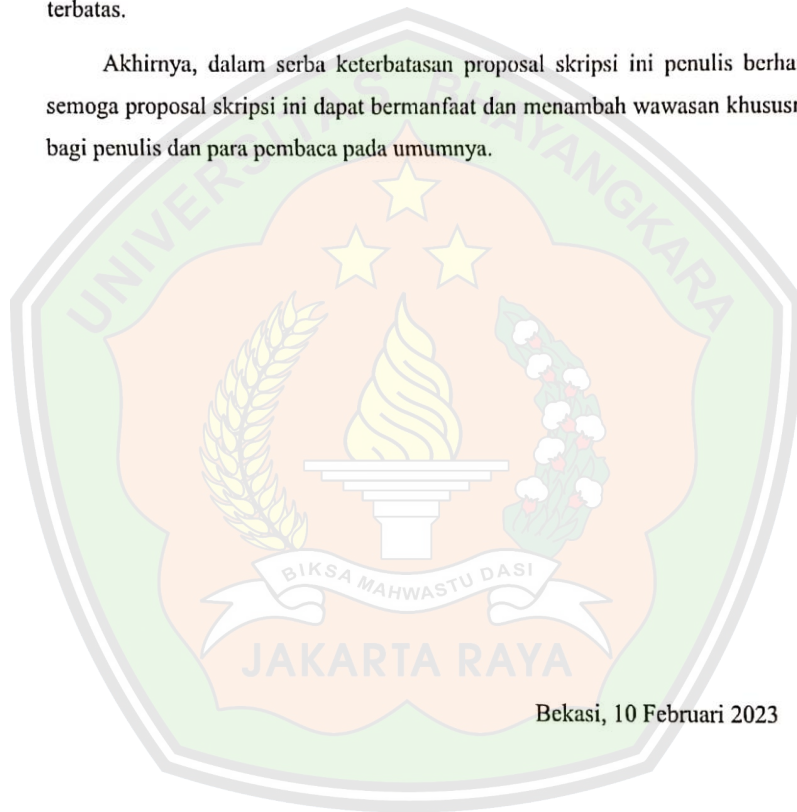 terbatas.
Akhirnya, dalam serba keterbatasan proposal skripsi ini penulis berha
semoga proposal skripsi ini dapat bermanfaat dan menambah wawasan khususn
bagi penulis dan para pembaca pada umumnya.
UNIVERSITAS BHAYANGKARA
BIKSA MAHWASTU DASI
JAKARTA RAYA
Bekasi, 10 Februari 2023